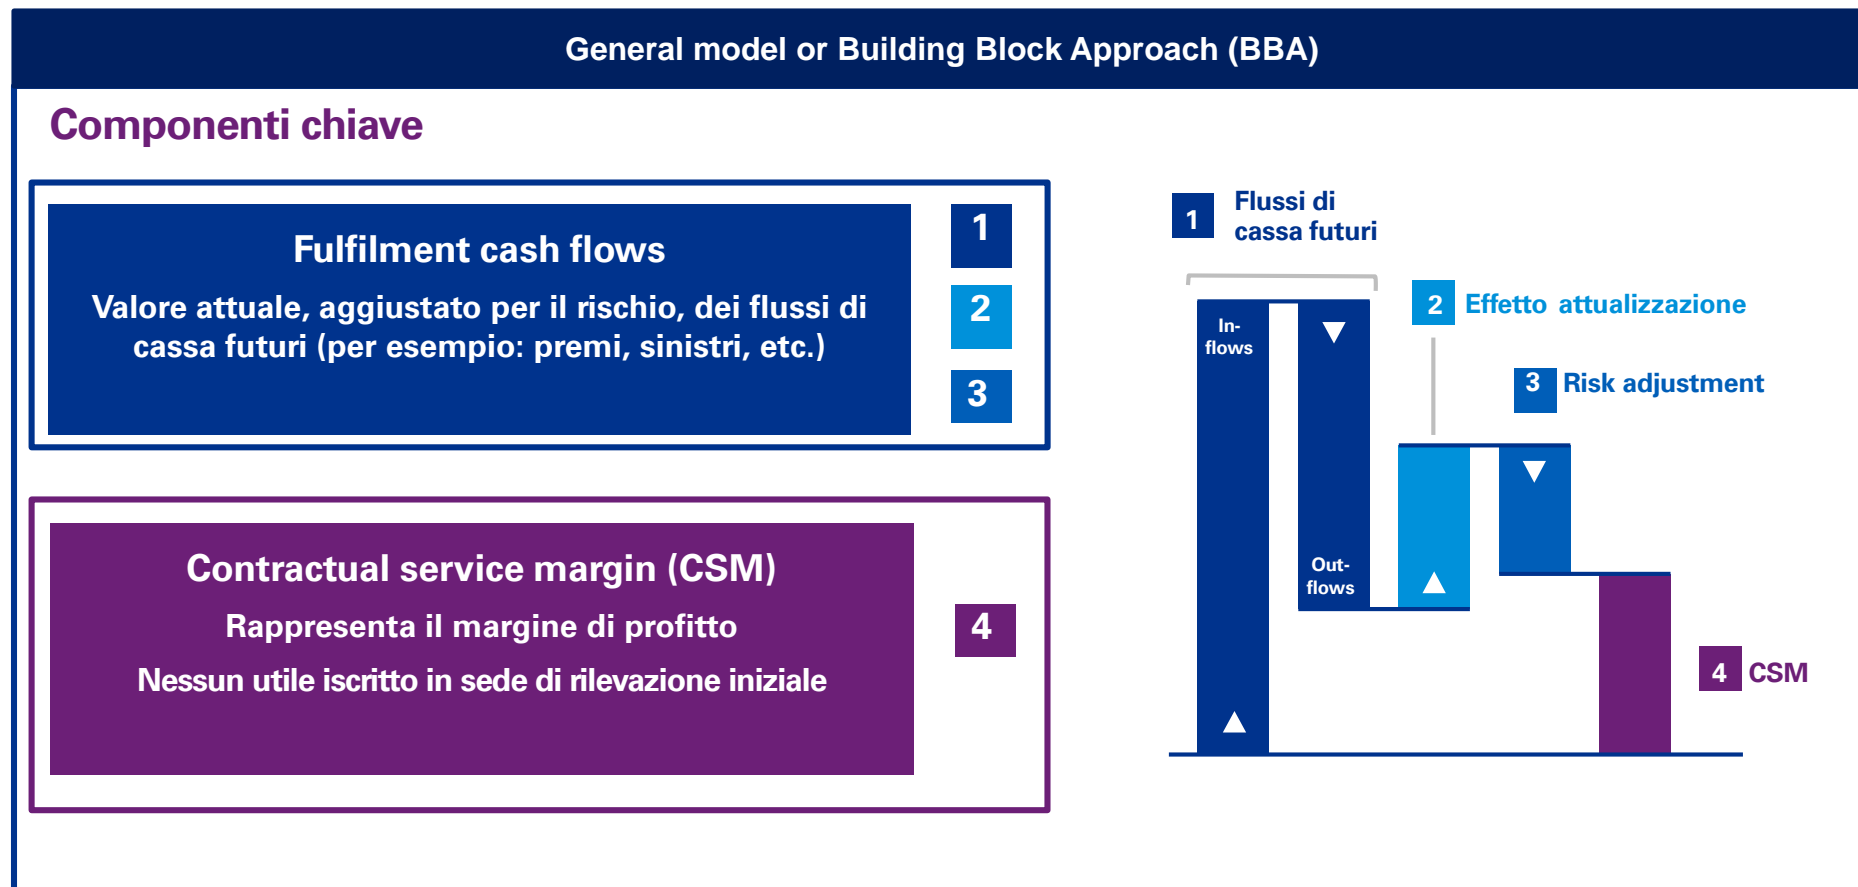 General model or Building Block Approach (BBA)
Componenti chiave
Fulfilment cash flows
Valore attuale, aggiustato per il rischio, dei flussi di
cassa futuri (per esempio: premi, sinistri, etc.)
1
2
3
Contractual service margin (CSM)
Rappresenta il margine di profitto
Nessun utile iscritto in sede di rilevazione iniziale
4
1
Flussi di
cassa futuri
2 Effetto attualizzazione
3 Risk adjustment
In-
flows
Out-
flows
4 CSM